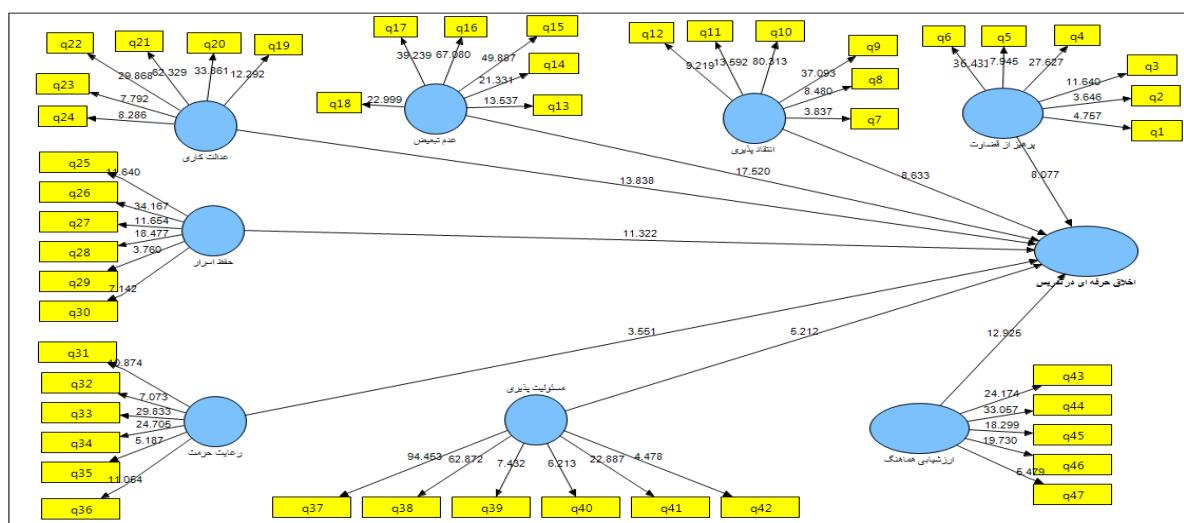 q22
q21
q20
q19
q23
q24
29.868
62.329
33.861
12.292
7.792
8.286
عدالت کاری
q17
q16
q15
q14
q13
q18
39.239
67.080
49.887
21.331
13.537
22.999
عدم تبعیض
q12
q11
q10
q9
q8
q7
9.219
13.592
80.313
37.093
8.480
3.837
انتقاد پذیری
q6
q5
q4
q3
q2
q1
36.431
7.945
27.627
11.640
3.646
4.757
پرهیز از قضاوت
13.838
17.520
8.633
8.077
q25
q26
q27
q28
q29
q30
34.167
11.654
18.477
3.760
7.142
حفظ اسرار
11.322
اخلاق حرفه ای در تدریس
q31
q32
q33
q34
q35
q36
7.073
29.833
24.705
5.187
رعایت حرمت
3.551
5.212
12.925
مسئولیت پذیری
94.453
62.872
7.432
6.213
22.887
4.478
q37
q38
q39
q40
q41
q42
ارزشیابی هماهنگ
24.174
33.057
18.299
19.730
q43
q44
q45
q46
q47